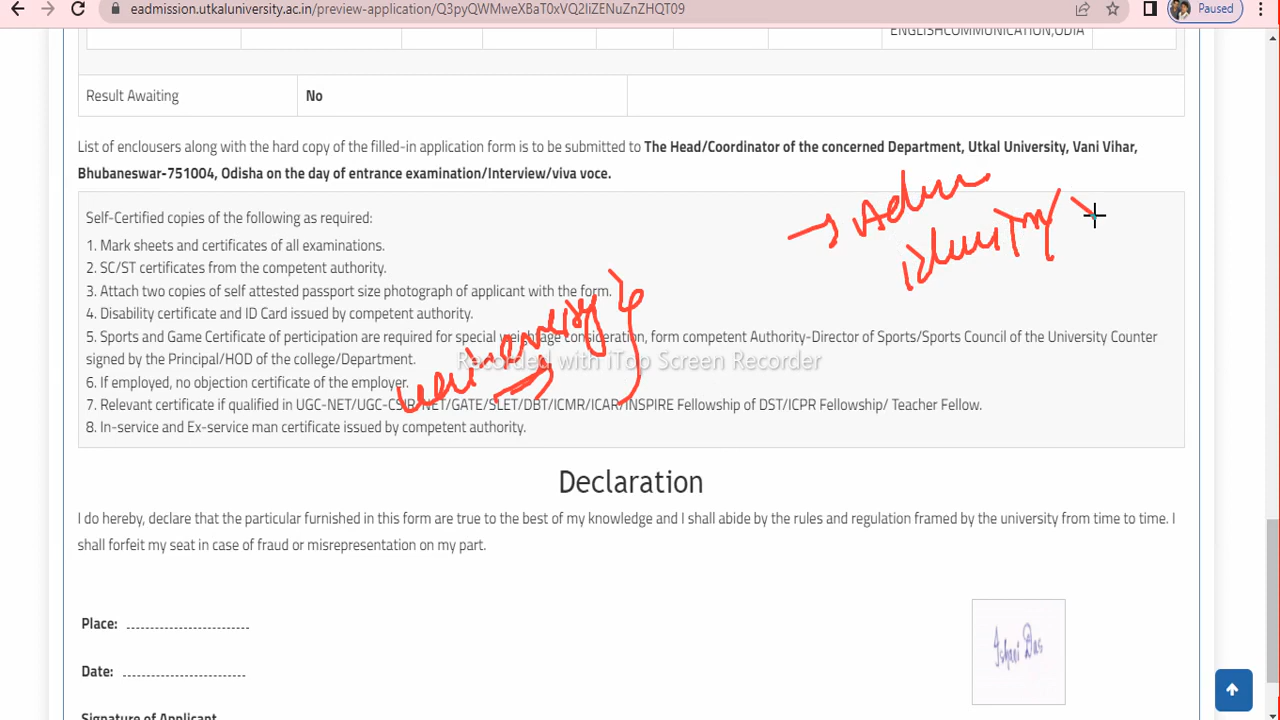 eadmission.utkaluniversity.ac.in/preview-application/Q3pyQWMweXBaT0xVQ2liZENuZnZHQT09
Paused
ENGLISHCOMMUNICATION,ODIA
Result Awaiting No
List of enclousers along with the hard copy of the filled-in application form is to be submitted to The Head/Coordinator of the concerned Department, Utkal University, Vani Vihar,
Bhubaneswar-751004, Odisha on the day of entrance examination/Interview/viva voce.
Self-Certified copies of the following as required:
1. Mark sheets and certificates of all examinations.
2. SC/ST certificates from the competent authority.
3. Attach two copies of self attested passport size photograph of applicant with the form.
4. Disability certificate and ID Card issued by competent authority.
5. Sports and Game Certificate of perticipation are required for special weightage consideration, form competent Authority-Director of Sports/Sports Council of the University Counter
signed by the Principal/HOD of the college/Department.
6. If employed, no objection certificate of the employer.
7. Relevant certificate if qualified in UGC-NET/UGC-CSIR-NET/GATE/SLET/DBT/ICMR/ICAR/INSPIRE Fellowship of DST/ICPR Fellowship/ Teacher Fellow.
8. In-service and Ex-service man certificate issued by competent authority.
university
Recorded with iTop Screen Recorder
Declaration
I do hereby, declare that the particular furnished in this form are true to the best of my knowledge and I shall abide by the rules and regulation framed by the university from time to time. I
shall forfeit my seat in case of fraud or misrepresentation on my part.
Place:
Ishani Das
Date:
Signature of Applicant